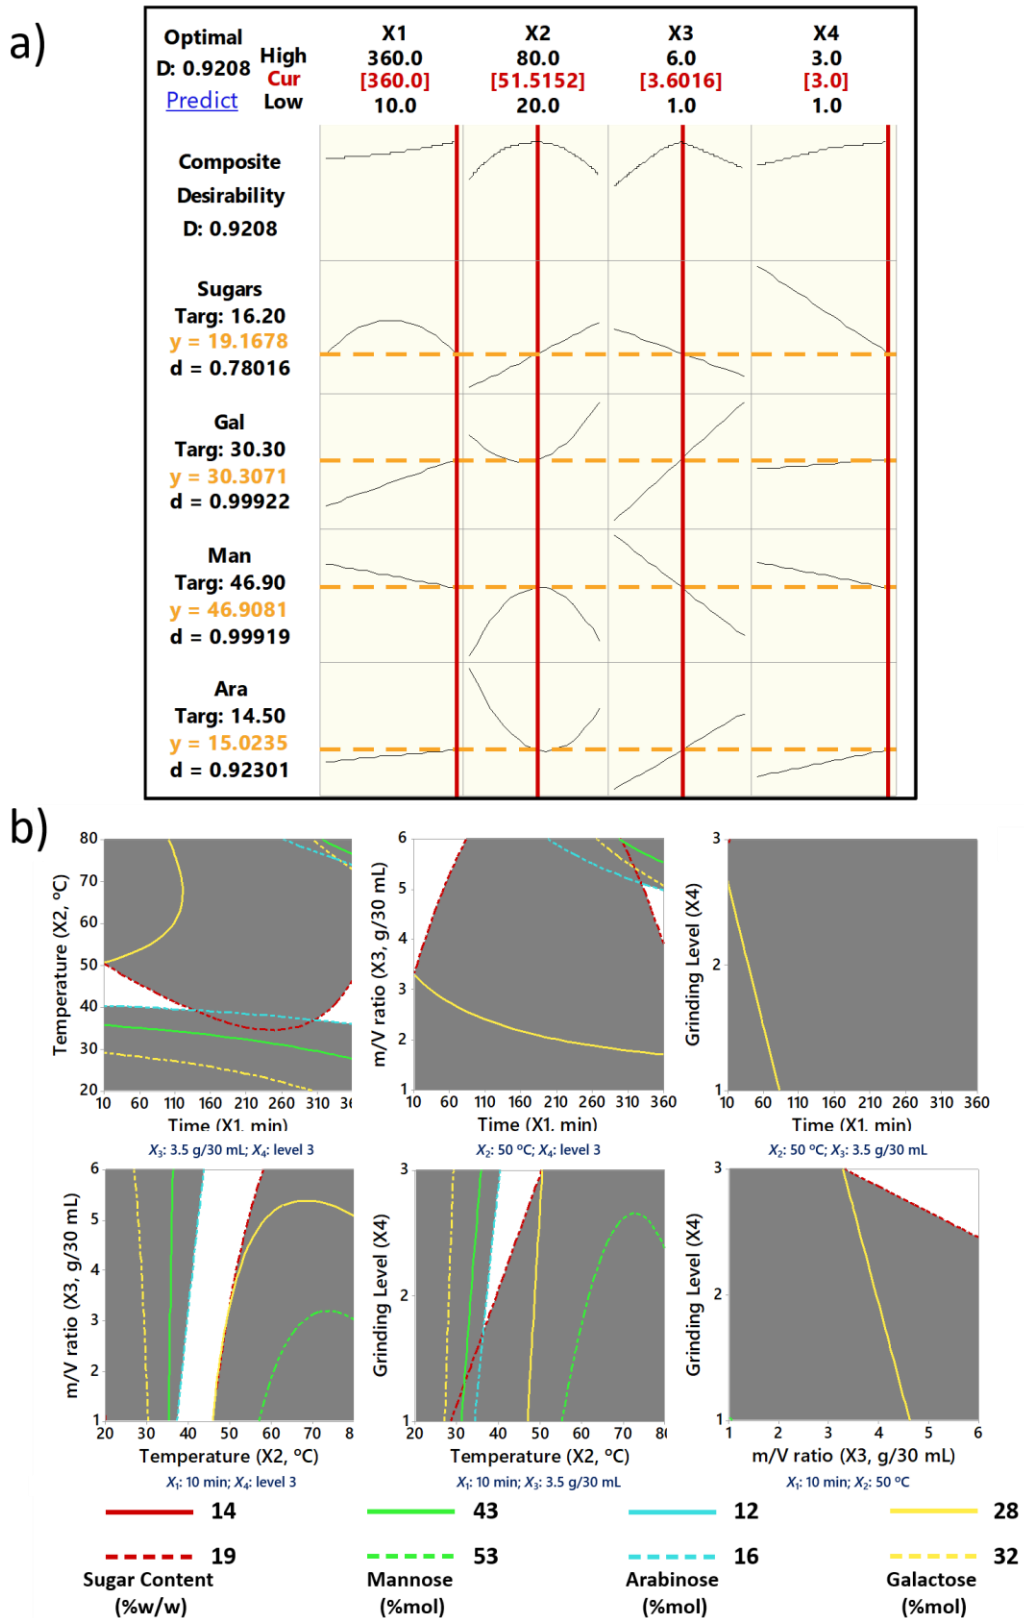 a)
Optimal
D: 0.9208
Predict
High
Cur
Low
X1
360.0
[360.0]
10.0
X2
80.0
[51.5152]
20.0
X3
6.0
[3.6016]
1.0
X4
3.0
[3.0]
1.0
Composite
Desirability
D: 0.9208
Sugars
Targ: 16.20
y = 19.1678
d = 0.78016
Gal
Targ: 30.30
y = 30.3071
d = 0.99922
Man
Targ: 46.90
y = 46.9081
d = 0.99919
Ara
Targ: 14.50
y = 15.0235
d = 0.92301
b)
Temperature (X2, ºC)
80
70
60
50
40
30
20
10 60 110 160 210 260 310 36
Time (X1, min)
X3: 3.5 g/30 mL; X4: level 3
m/V ratio (X3, g/30 mL)
6
5
4
3
2
1
10 60 110 160 210 260 310 360
Time (X1, min)
X2: 50 ºC; X4: level 3
Grinding Level (X4)
3
2
1
10 60 110 160 210 260 310 360
Time (X1, min)
X2: 50 ºC; X3: 3.5 g/30 mL
m/V ratio (X3, g/30 mL)
6
5
4
3
2
1
20 30 40 50 60 70 8
Temperature (X2, ºC)
X1: 10 min; X4: level 3
Grinding Level (X4)
3
2
1
20 30 40 50 60 70 80
Temperature (X2, ºC)
X1: 10 min; X3: 3.5 g/30 mL
Grinding Level (X4)
3
2
1
1 2 3 4 5 6
m/V ratio (X3, g/30 mL)
X1: 10 min; X2: 50 ºC
14 43 12 28
19 53 16 32
Sugar Content Mannose Arabinose Galactose
(%w/w) (%mol) (%mol) (%mol)